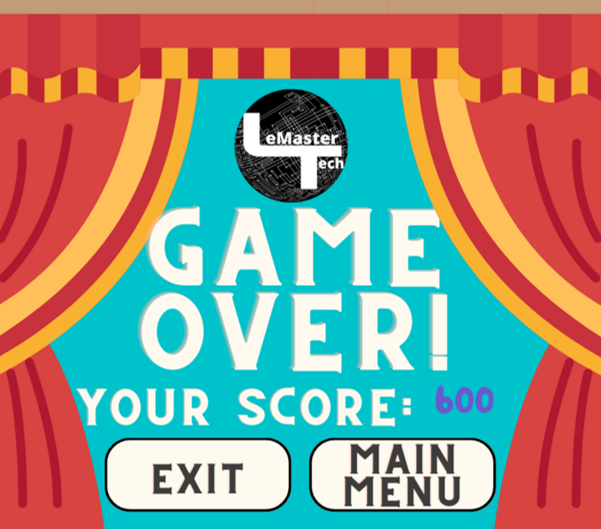 LeMaster
Tech
GAME
OVER!
YOUR SCORE: 600
EXIT
MAIN
MENU